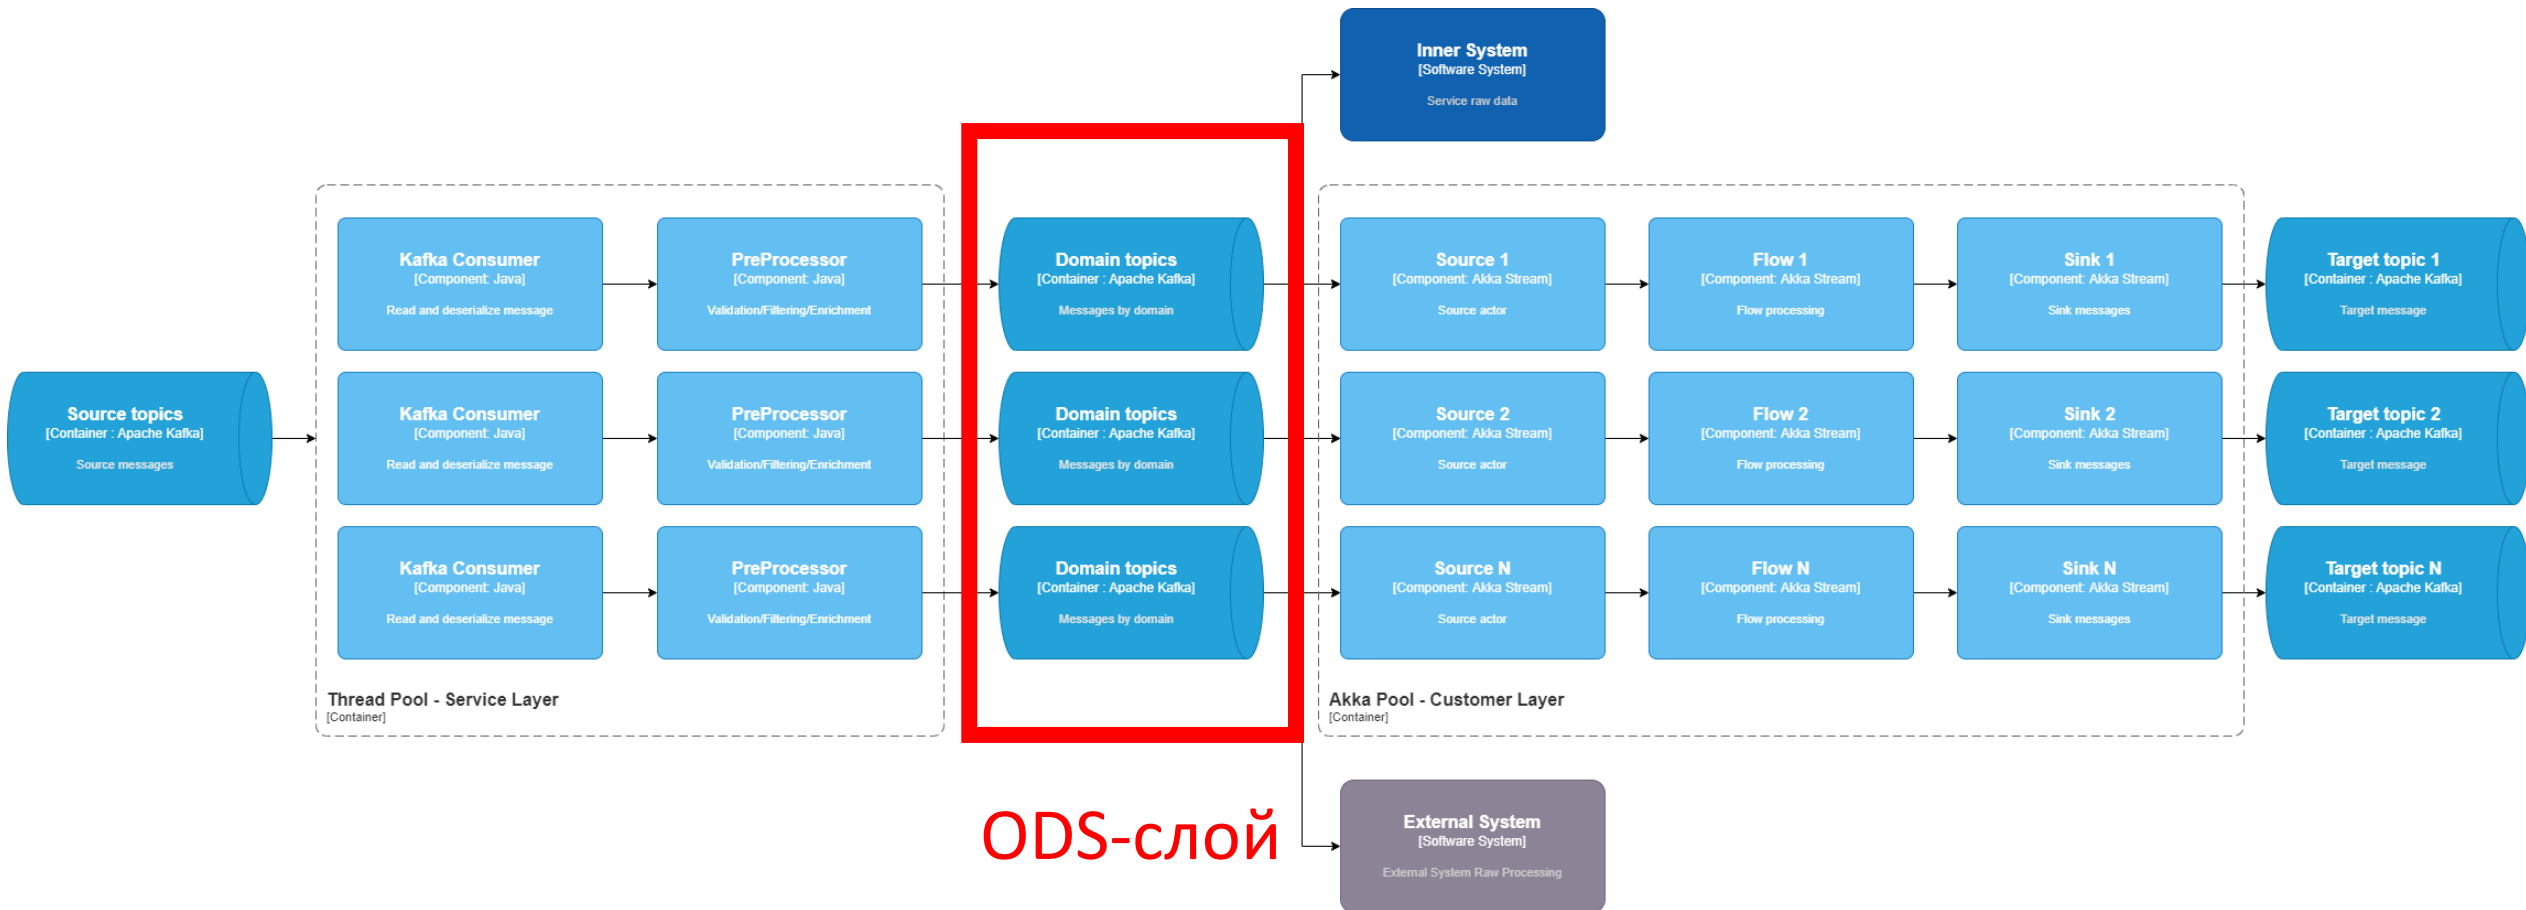 Inner System
[Software System]
Service raw data
Kafka Consumer
[Component: Java]
Read and deserialize message
PreProcessor
[Component: Java]
Validation/Filtering/Enrichment
Domain topics
[Container : Apache Kafka]
Messages by domain
Source 1
[Component: Akka Stream]
Source actor
Flow 1
[Component: Akka Stream]
Flow processing
Sink 1
[Component: Akka Stream]
Sink messages
Target topic 1
[Container : Apache Kafka]
Target message
Source topics
[Container : Apache Kafka]
Source messages
Kafka Consumer
[Component: Java]
Read and deserialize message
PreProcessor
[Component: Java]
Validation/Filtering/Enrichment
Domain topics
[Container : Apache Kafka]
Messages by domain
Source 2
[Component: Akka Stream]
Source actor
Flow 2
[Component: Akka Stream]
Flow processing
Sink 2
[Component: Akka Stream]
Sink messages
Target topic 2
[Container : Apache Kafka]
Target message
Kafka Consumer
[Component: Java]
Read and deserialize message
PreProcessor
[Component: Java]
Validation/Filtering/Enrichment
Domain topics
[Container : Apache Kafka]
Messages by domain
Source N
[Component: Akka Stream]
Source actor
Flow N
[Component: Akka Stream]
Flow processing
Sink N
[Component: Akka Stream]
Sink messages
Target topic N
[Container : Apache Kafka]
Target message
Thread Pool - Service Layer
[Container]
Akka Pool - Customer Layer
[Container]
ODS-слой
External System
[Software System]
External System Raw Processing